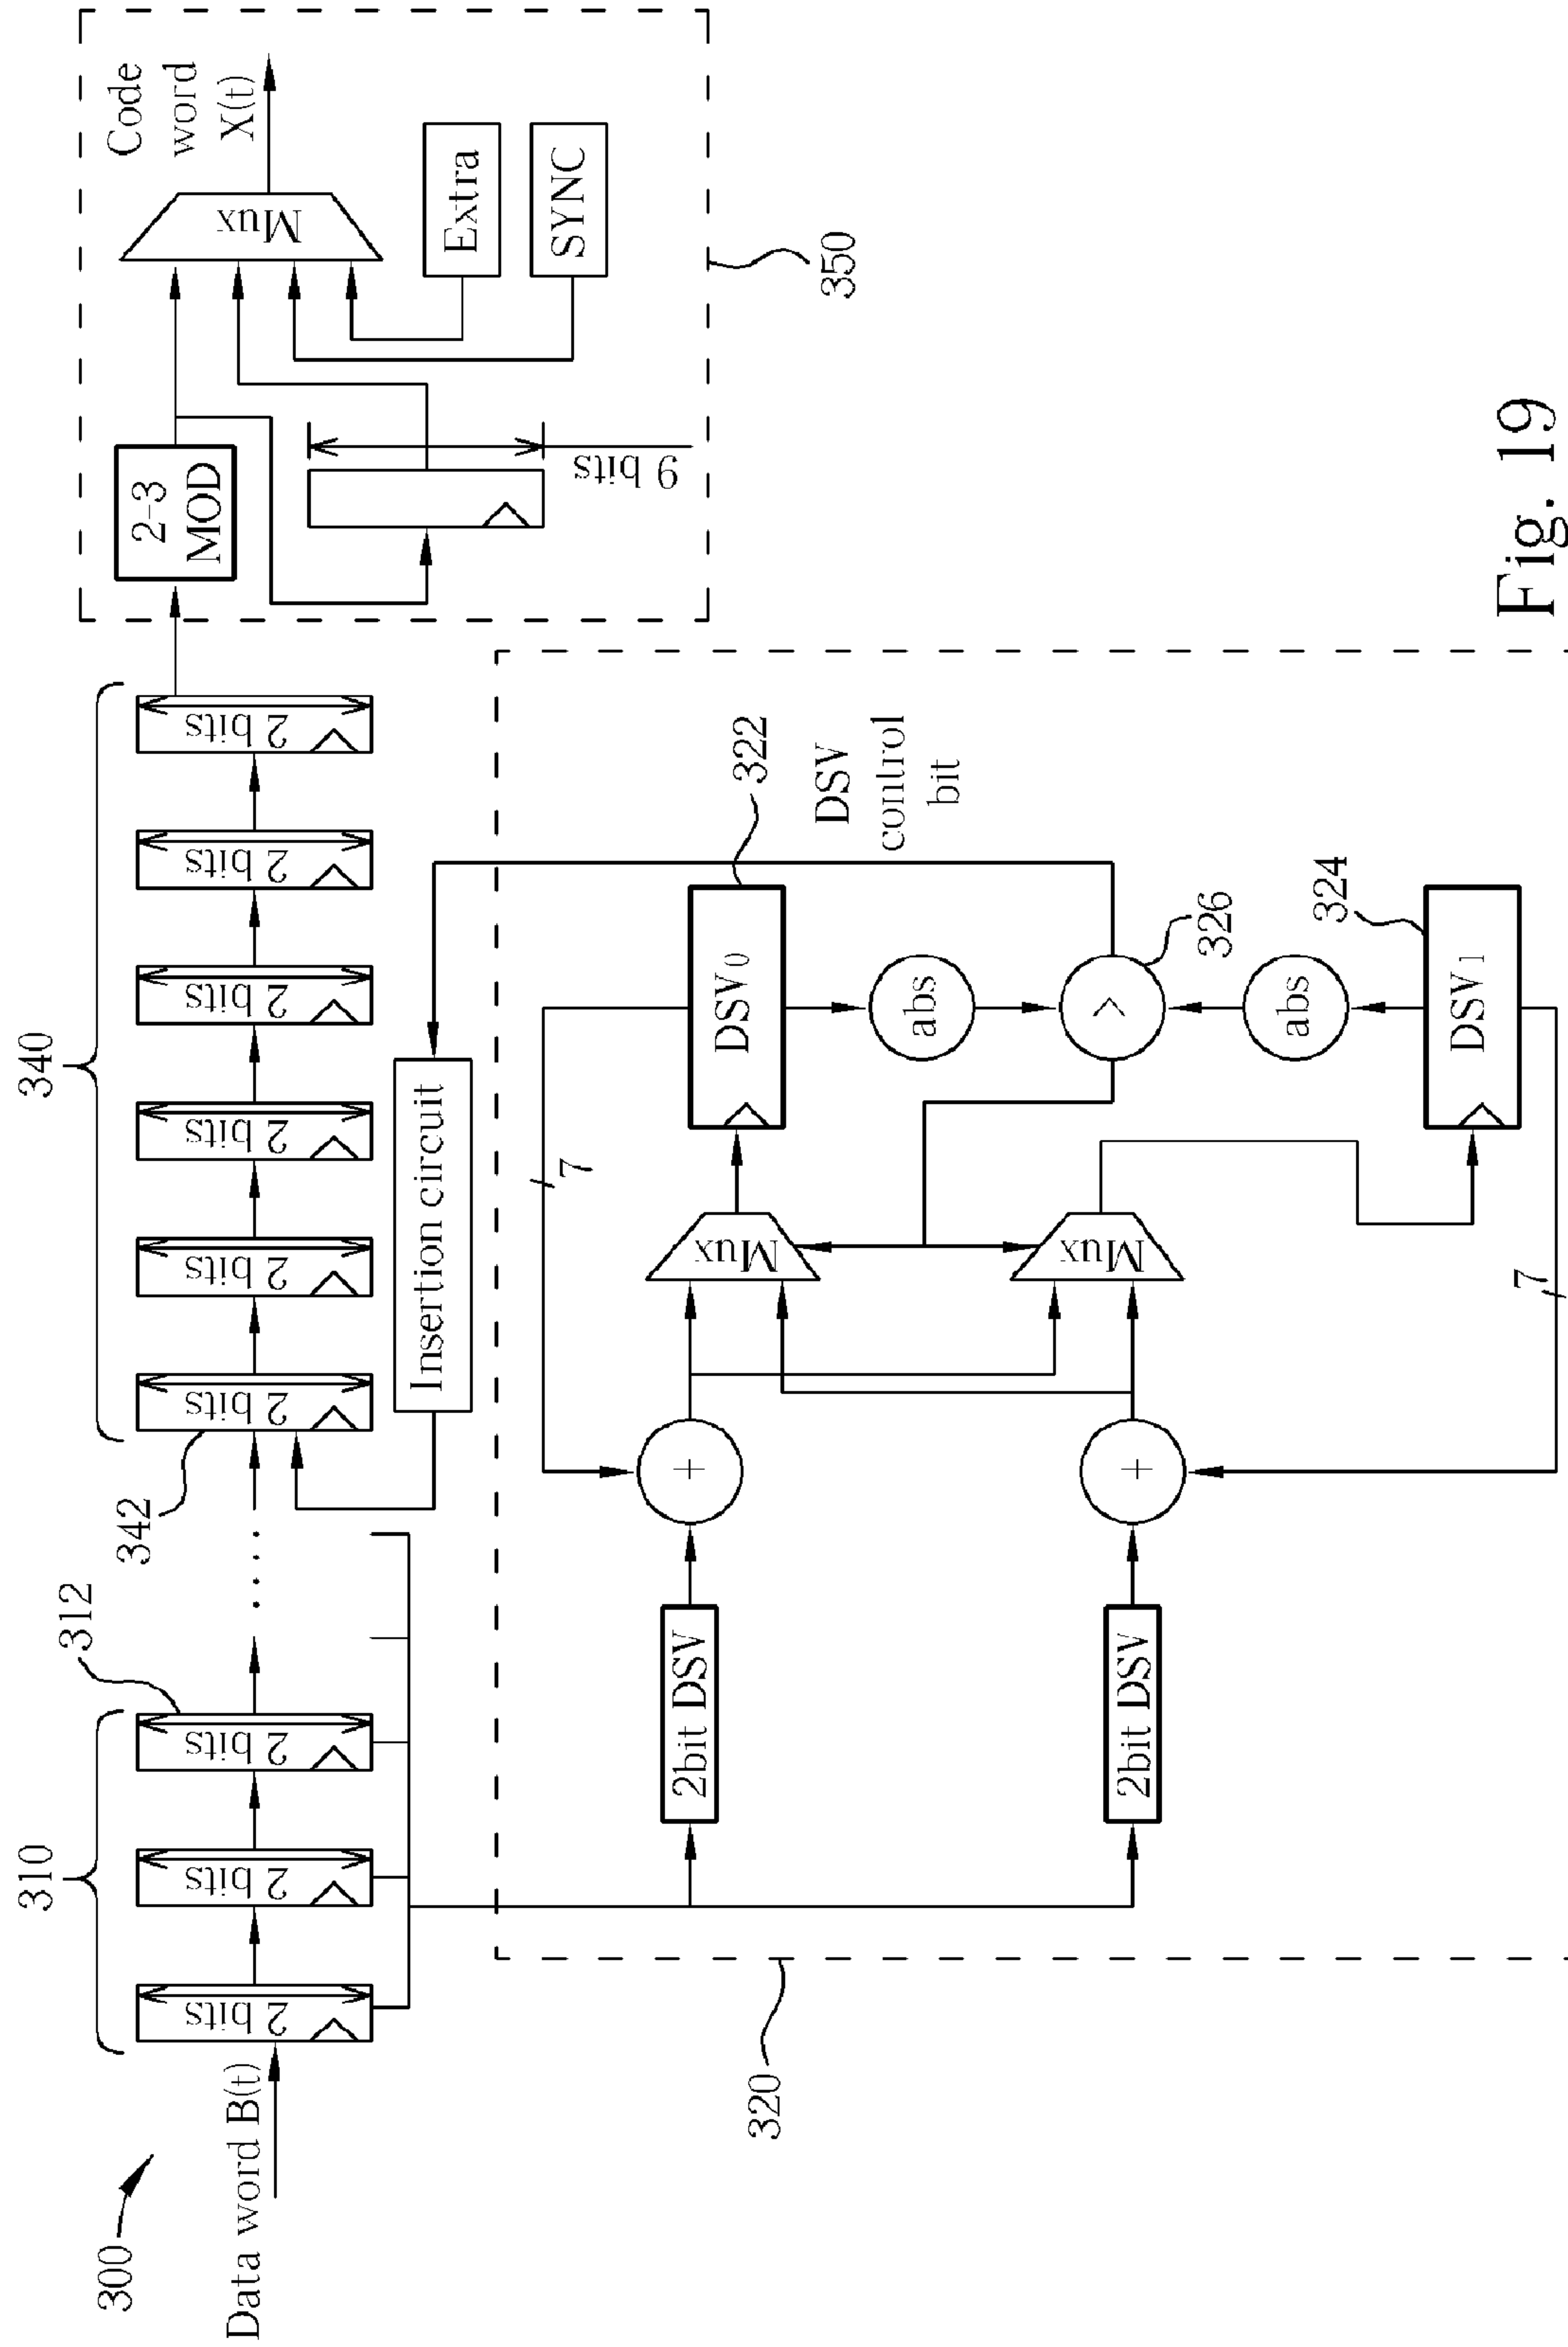 300
Data word B(t)
310
312
2 bits
2 bits
2 bits
.....
342
340
2 bits
2 bits
2 bits
2 bits
2 bits
2 bits
Insertion circuit
2-3
MOD
9 bits
Mux
Code
word
X(t)
Extra
SYNC
350
320
2bit DSV
2bit DSV
+
+
7
7
Mux
Mux
DSV0
322
DSV
control
bit
abs
>
326
abs
DSV1
324
Fig. 19